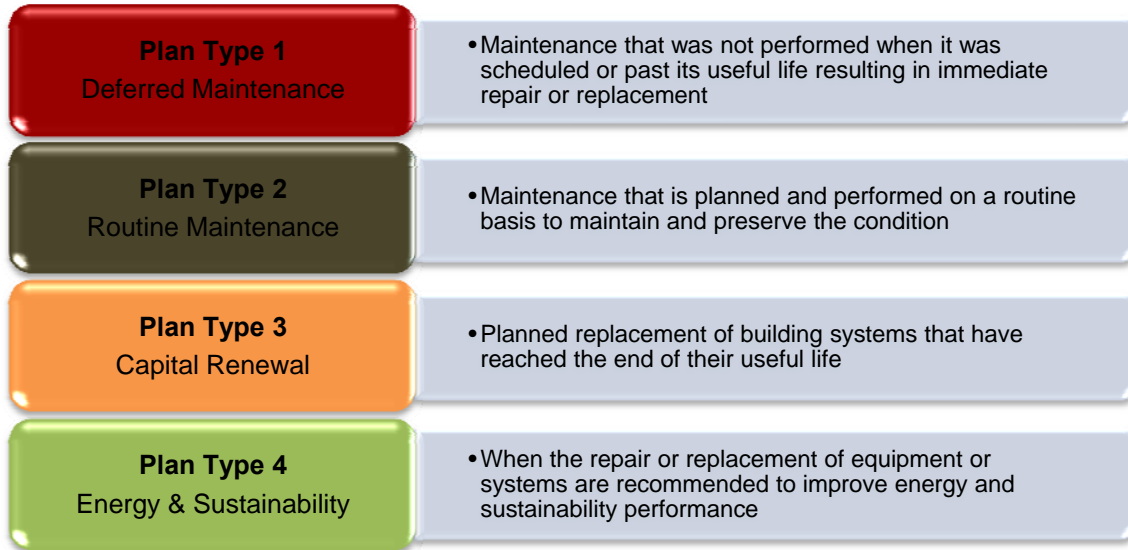 Plan Type 1
Deferred Maintenance
•Maintenance that was not performed when it was
scheduled or past its useful life resulting in immediate
repair or replacement
Plan Type 2
Routine Maintenance
•Maintenance that is planned and performed on a routine
basis to maintain and preserve the condition
Plan Type 3
Capital Renewal
•Planned replacement of building systems that have
reached the end of their useful life
Plan Type 4
Energy & Sustainability
•When the repair or replacement of equipment or
systems are recommended to improve energy and
sustainability performance